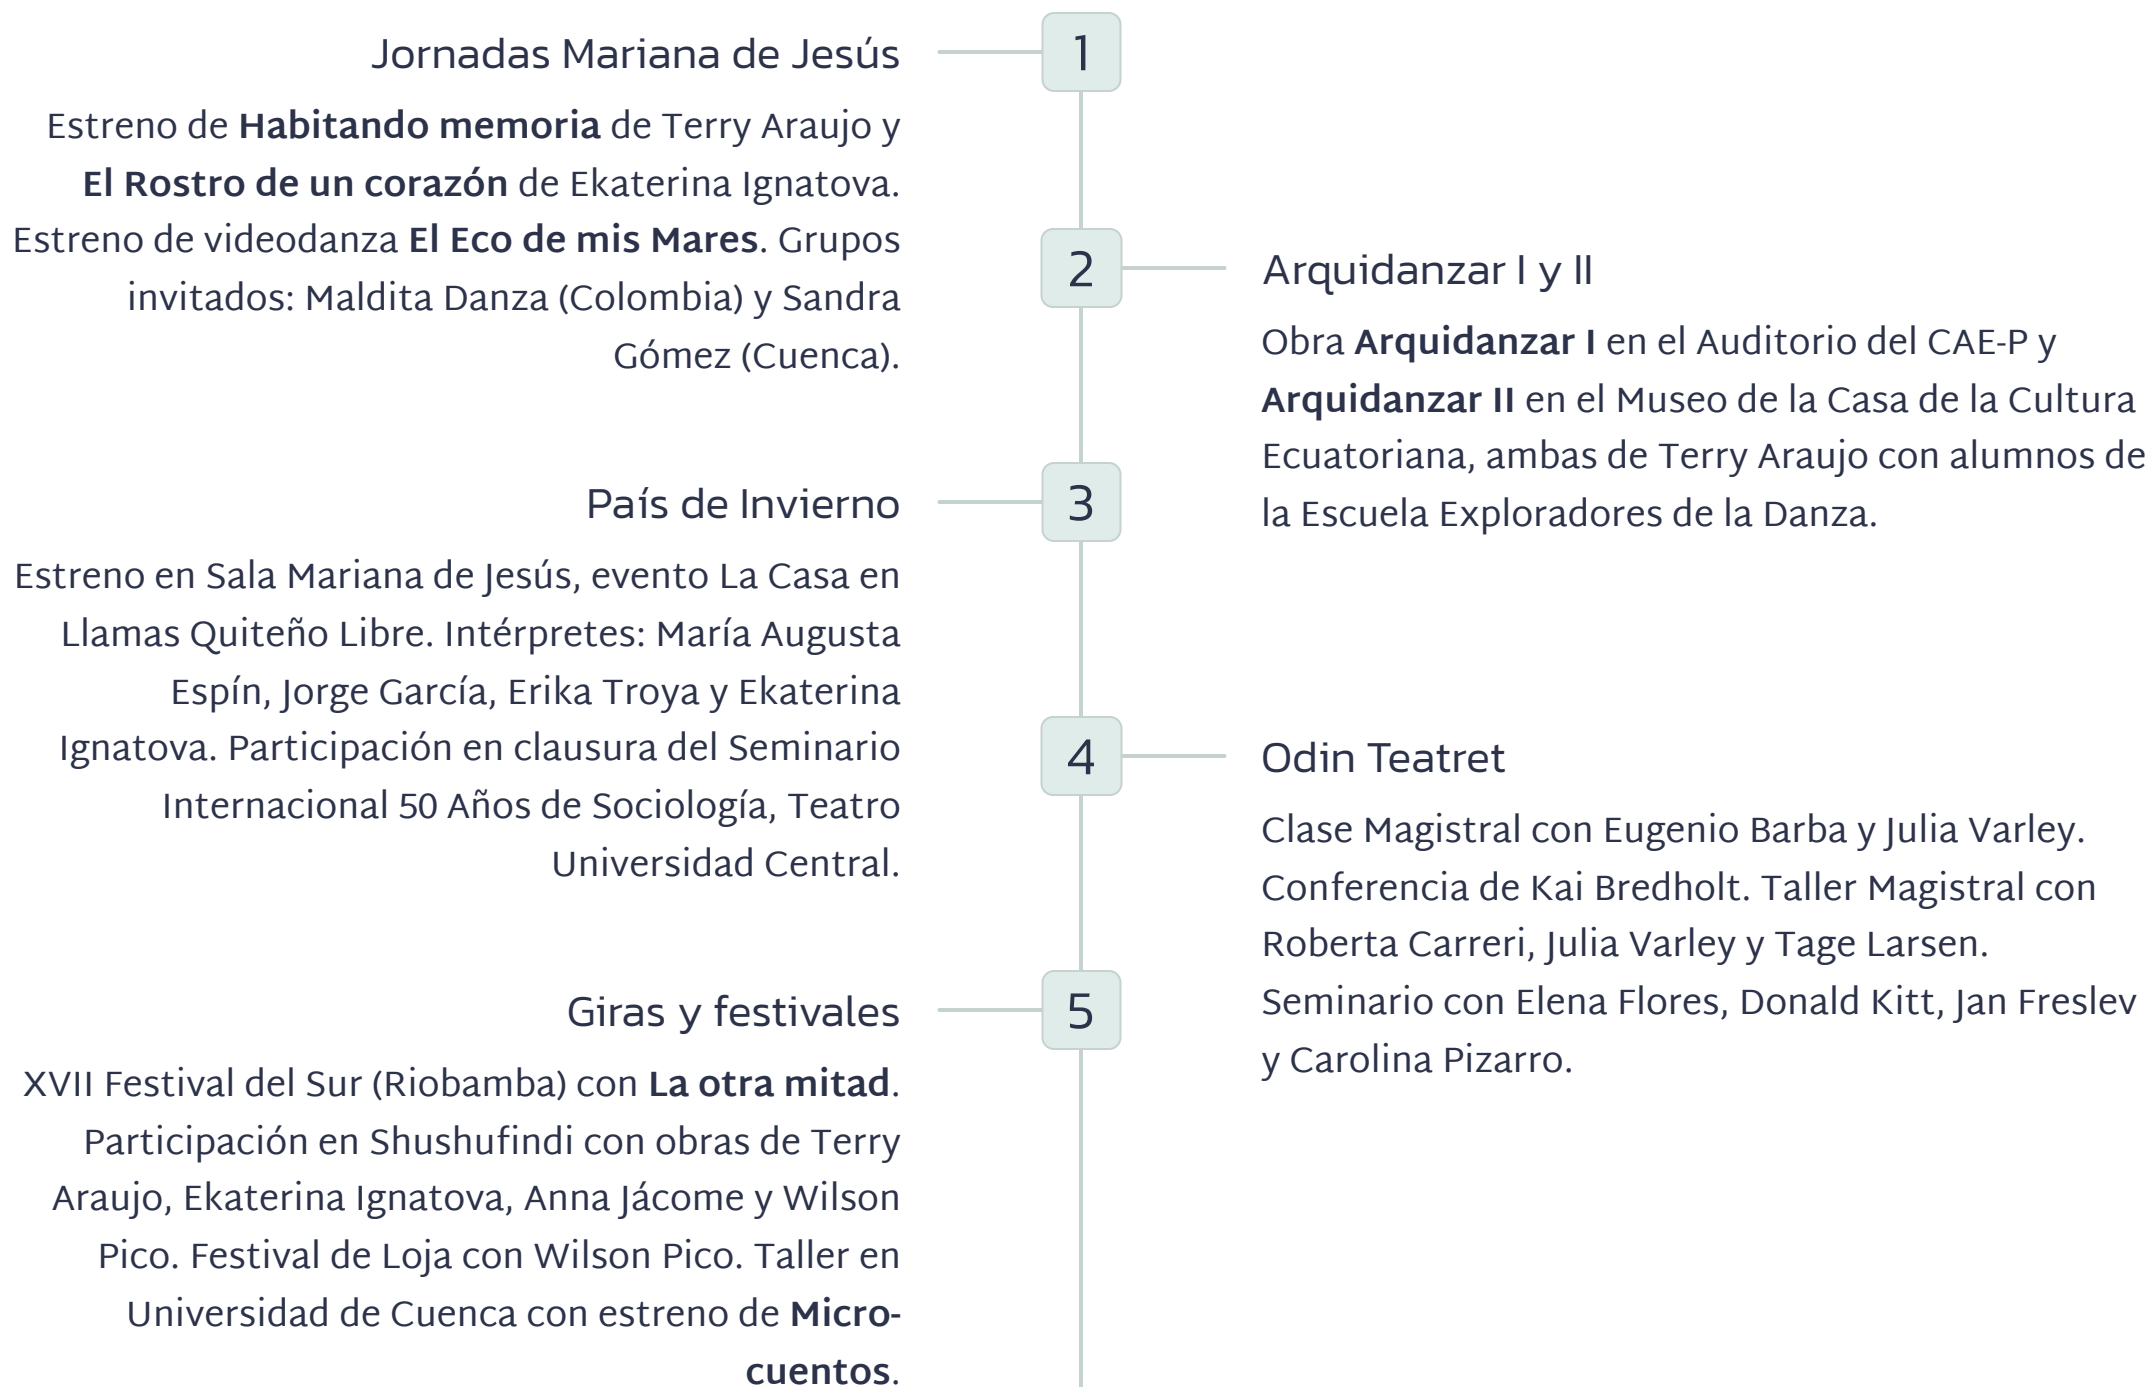 1
Jornadas Mariana de Jesús
Estreno de Habitando memoria de Terry Araujo y
El Rostro de un corazón de Ekaterina Ignatova.
Estreno de videodanza El Eco de mis Mares. Grupos
invitados: Maldita Danza (Colombia) y Sandra
Gómez (Cuenca).
2
Arquidanzar I y II
Obra Arquidanzar I en el Auditorio del CAE-P y
Arquidanzar II en el Museo de la Casa de la Cultura
Ecuatoriana, ambas de Terry Araujo con alumnos de
la Escuela Exploradores de la Danza.
3
País de Invierno
Estreno en Sala Mariana de Jesús, evento La Casa en
Llamas Quiteño Libre. Intérpretes: María Augusta
Espín, Jorge García, Erika Troya y Ekaterina
Ignatova. Participación en clausura del Seminario
Internacional 50 Años de Sociología, Teatro
Universidad Central.
4
Odin Teatret
Clase Magistral con Eugenio Barba y Julia Varley.
Conferencia de Kai Bredholt. Taller Magistral con
Roberta Carreri, Julia Varley y Tage Larsen.
Seminario con Elena Flores, Donald Kitt, Jan Freslev
y Carolina Pizarro.
5
Giras y festivales
XVII Festival del Sur (Riobamba) con La otra mitad.
Participación en Shushufindi con obras de Terry
Araujo, Ekaterina Ignatova, Anna Jácome y Wilson
Pico. Festival de Loja con Wilson Pico. Taller en
Universidad de Cuenca con estreno de Micro-
cuentos.